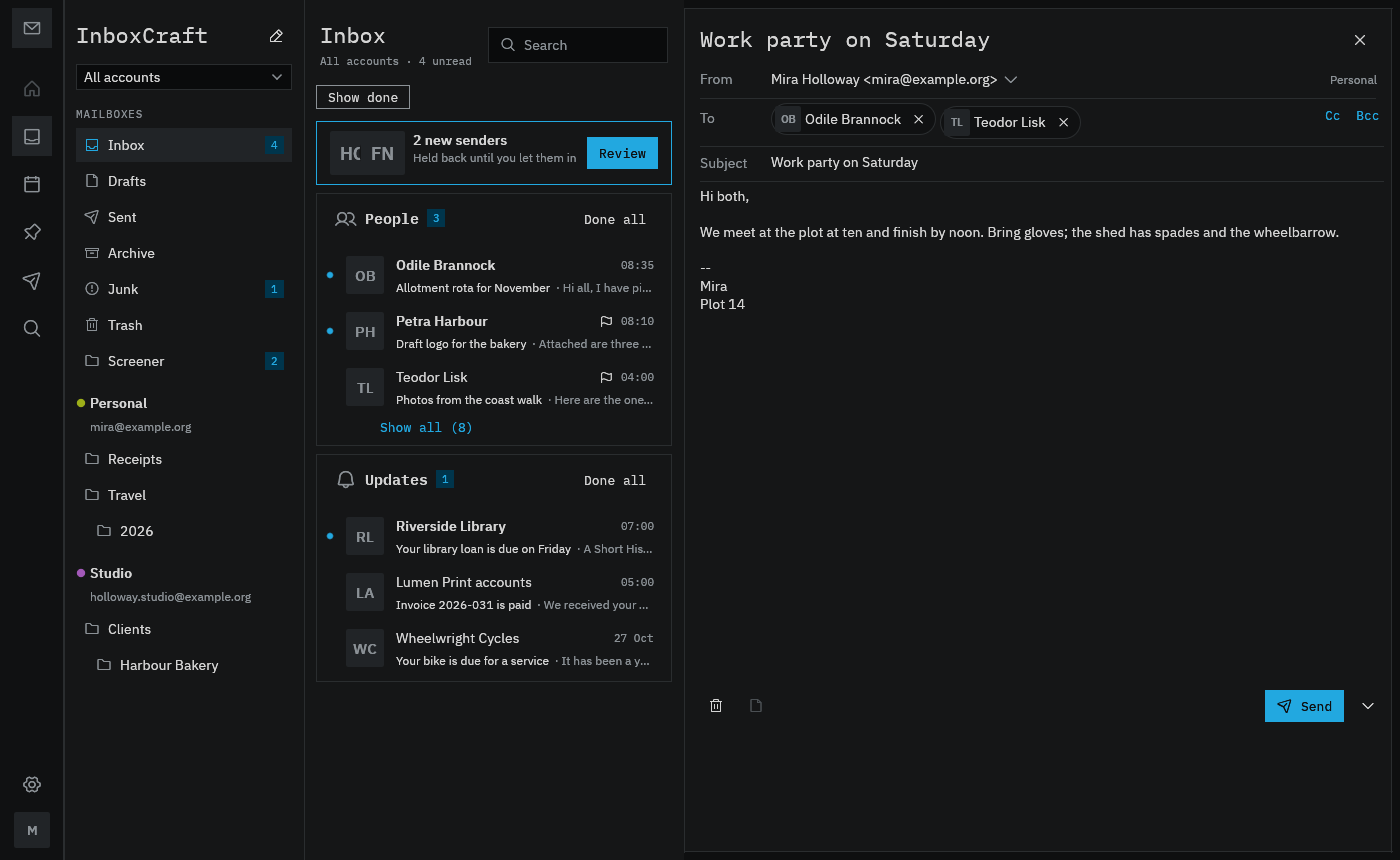 InboxCraft
All accounts
MAILBOXES
Inbox 4
Drafts
Sent
Archive
Junk 1
Trash
Screener 2
Personal
mira@example.org
Receipts
Travel
2026
Studio
holloway.studio@example.org
Clients
Harbour Bakery
M
Inbox
All accounts · 4 unread
Search
Show done
FN
2 new senders
Held back until you let them in
Review
People 3
Done all
OB
Odile Brannock
08:35
Allotment rota for November · Hi all, I have pi...
PH
Petra Harbour
08:10
Draft logo for the bakery · Attached are three ...
TL
Teodor Lisk
04:00
Photos from the coast walk · Here are the one...
Show all (8)
Updates 1
Done all
RL
Riverside Library
07:00
Your library loan is due on Friday · A Short His...
LA
Lumen Print accounts
05:00
Invoice 2026-031 is paid · We received your ...
WC
Wheelwright Cycles
27 Oct
Your bike is due for a service · It has been a y...
Work party on Saturday
From Mira Holloway <mira@example.org>
Personal
To OB Odile Brannock TL Teodor Lisk
Cc Bcc
Subject Work party on Saturday
Hi both,
We meet at the plot at ten and finish by noon. Bring gloves; the shed has spades and the wheelbarrow.
--
Mira
Plot 14
Send